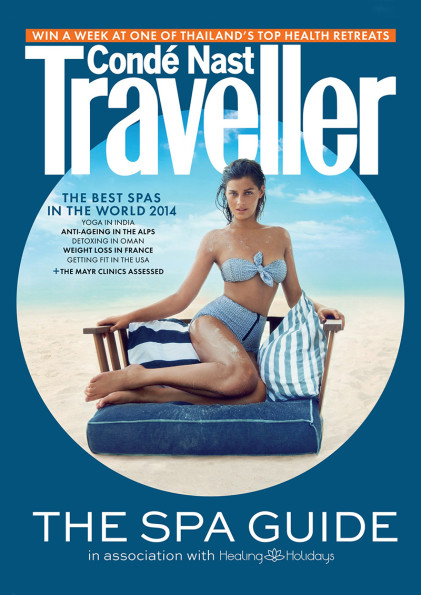 WIN A WEEK AT ONE OF THAILAND'S TOP HEALTH RETREATS
Condé Nast
Traveller
THE BEST SPAS
IN THE WORLD 2014
YOGA IN INDIA
ANTI-AGEING IN THE ALPS
DETOXING IN OMAN
WEIGHT LOSS IN FRANCE
GETTING FIT IN THE USA
+THE MAYR CLINICS ASSESSED
THE SPA GUIDE
in association with Healing Holidays